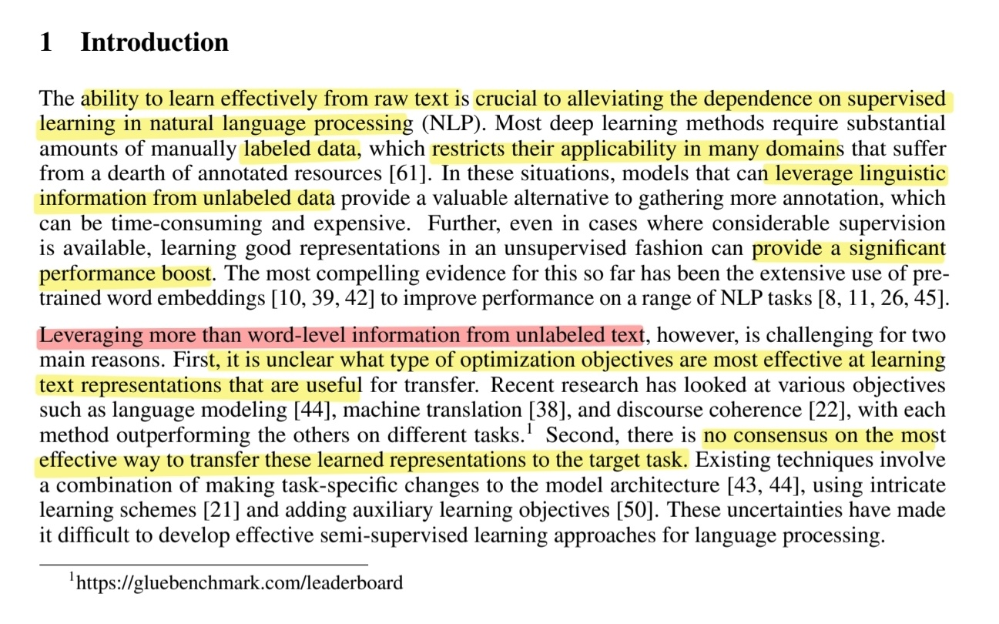 1 Introduction
The ability to learn effectively from raw text is crucial to alleviating the dependence on supervised
learning in natural language processing (NLP). Most deep learning methods require substantial
amounts of manually labeled data, which restricts their applicability in many domains that suffer
from a dearth of annotated resources [61]. In these situations, models that can leverage linguistic
information from unlabeled data provide a valuable alternative to gathering more annotation, which
can be time-consuming and expensive. Further, even in cases where considerable supervision
is available, learning good representations in an unsupervised fashion can provide a significant
performance boost. The most compelling evidence for this so far has been the extensive use of pre-
trained word embeddings [10, 39, 42] to improve performance on a range of NLP tasks [8, 11, 26, 45].
Leveraging more than word-level information from unlabeled text, however, is challenging for two
main reasons. First, it is unclear what type of optimization objectives are most effective at learning
text representations that are useful for transfer. Recent research has looked at various objectives
such as language modeling [44], machine translation [38], and discourse coherence [22], with each
method outperforming the others on different tasks.1 Second, there is no consensus on the most
effective way to transfer these learned representations to the target task. Existing techniques involve
a combination of making task-specific changes to the model architecture [43, 44], using intricate
learning schemes [21] and adding auxiliary learning objectives [50]. These uncertainties have made
it difficult to develop effective semi-supervised learning approaches for language processing.
1https://gluebenchmark.com/leaderboard